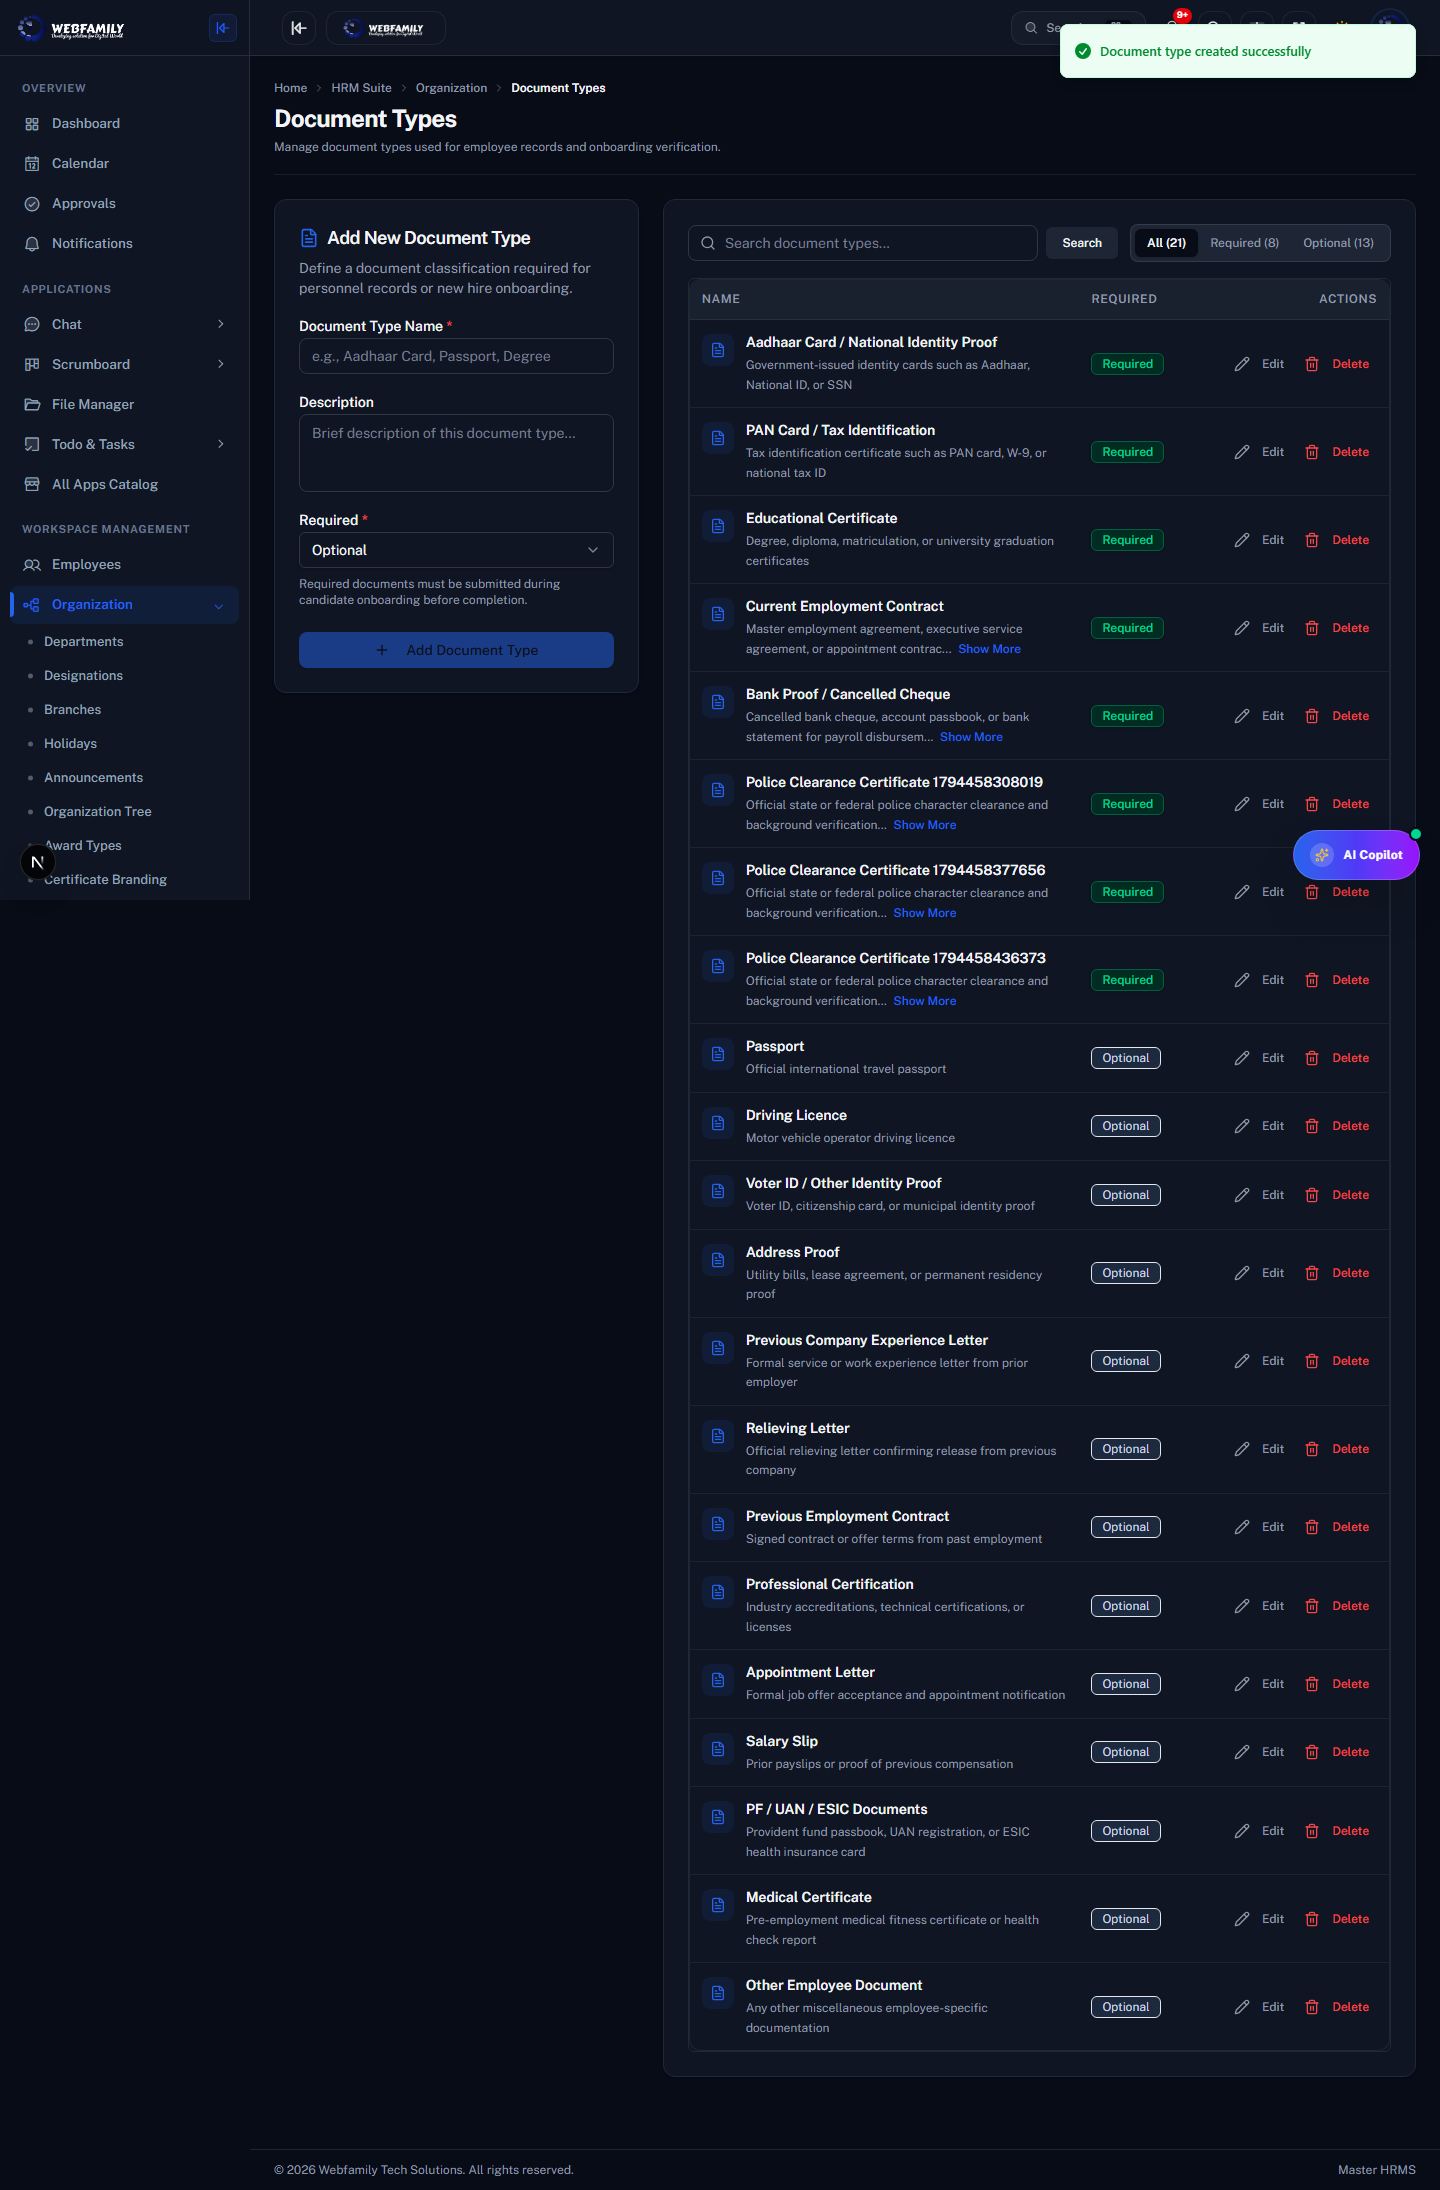 WEBFAMILY
WEBFAMILY
9+
Document type created successfully
OVERVIEW
Dashboard
Calendar
Approvals
Notifications
APPLICATIONS
Chat
Scrumboard
File Manager
Todo & Tasks
All Apps Catalog
WORKSPACE MANAGEMENT
Employees
Organization
Departments
Designations
Branches
Holidays
Announcements
Organization Tree
Award Types
Certificate Branding
N
Home
HRM Suite
Organization
Document Types
Document Types
Manage document types used for employee records and onboarding verification.
Add New Document Type
Define a document classification required for
personnel records or new hire onboarding.
Document Type Name *
e.g., Aadhaar Card, Passport, Degree
Description
Brief description of this document type...
Required *
Optional
Required documents must be submitted during
candidate onboarding before completion.
Add Document Type
Search document types...
Search
All (21)
Required (8)
Optional (13)
NAME
REQUIRED
ACTIONS
Aadhaar Card / National Identity Proof
Government-issued identity cards such as Aadhaar,
National ID, or SSN
Required
Edit
Delete
PAN Card / Tax Identification
Tax identification certificate such as PAN card, W-9, or
national tax ID
Required
Edit
Delete
Educational Certificate
Degree, diploma, matriculation, or university graduation
certificates
Required
Edit
Delete
Current Employment Contract
Master employment agreement, executive service
agreement, or appointment contrac... Show More
Required
Edit
Delete
Bank Proof / Cancelled Cheque
Cancelled bank cheque, account passbook, or bank
statement for payroll disbursem... Show More
Required
Edit
Delete
Police Clearance Certificate 1794458308019
Official state or federal police character clearance and
background verification... Show More
Required
Edit
Delete
AI Copilot
Police Clearance Certificate 1794458377656
Official state or federal police character clearance and
background verification... Show More
Required
Edit
Delete
Police Clearance Certificate 1794458436373
Official state or federal police character clearance and
background verification... Show More
Required
Edit
Delete
Passport
Official international travel passport
Optional
Edit
Delete
Driving Licence
Motor vehicle operator driving licence
Optional
Edit
Delete
Voter ID / Other Identity Proof
Voter ID, citizenship card, or municipal identity proof
Optional
Edit
Delete
Address Proof
Utility bills, lease agreement, or permanent residency
proof
Optional
Edit
Delete
Previous Company Experience Letter
Formal service or work experience letter from prior
employer
Optional
Edit
Delete
Relieving Letter
Official relieving letter confirming release from previous
company
Optional
Edit
Delete
Previous Employment Contract
Signed contract or offer terms from past employment
Optional
Edit
Delete
Professional Certification
Industry accreditations, technical certifications, or
licenses
Optional
Edit
Delete
Appointment Letter
Formal job offer acceptance and appointment notification
Optional
Edit
Delete
Salary Slip
Prior payslips or proof of previous compensation
Optional
Edit
Delete
PF / UAN / ESIC Documents
Provident fund passbook, UAN registration, or ESIC
health insurance card
Optional
Edit
Delete
Medical Certificate
Pre-employment medical fitness certificate or health
check report
Optional
Edit
Delete
Other Employee Document
Any other miscellaneous employee-specific
documentation
Optional
Edit
Delete
© 2026 Webfamily Tech Solutions. All rights reserved.
Master HRMS